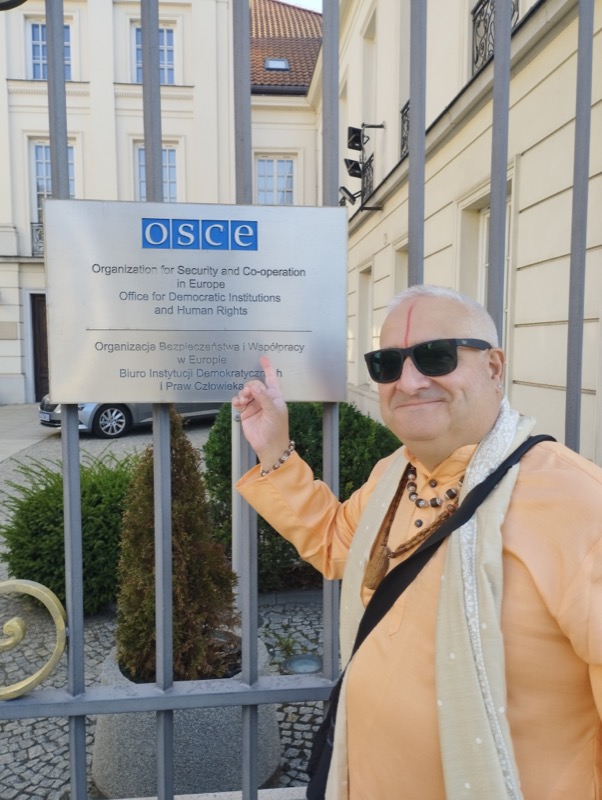 osce
Organization for Security and Co-operation
in Europe
Office for Democratic Institutions
and Human Rights
Organizacja Bezpieczeństwa i Współpracy
w Europie
Biuro Instytucji Demokratycznych
i Praw Człowieka